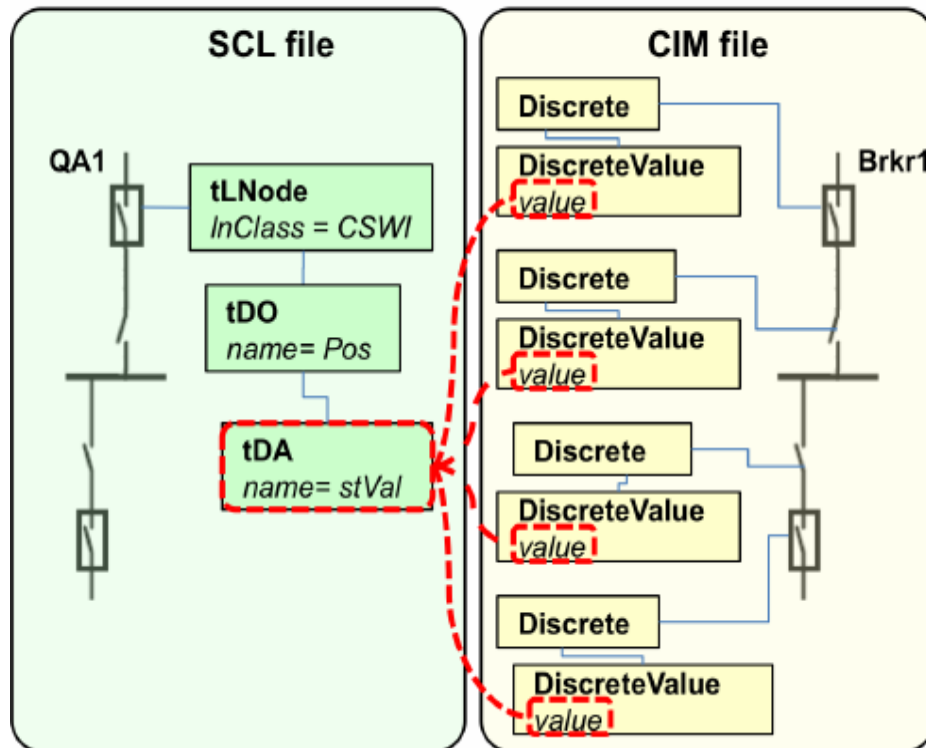 SCL file
QA1
tLNode
lnClass = CSWI
tDO
name= Pos
tDA
name= stVal
CIM file
Discrete
DiscreteValue
value
Brkr1
Discrete
DiscreteValue
value
Discrete
DiscreteValue
value
Discrete
DiscreteValue
value